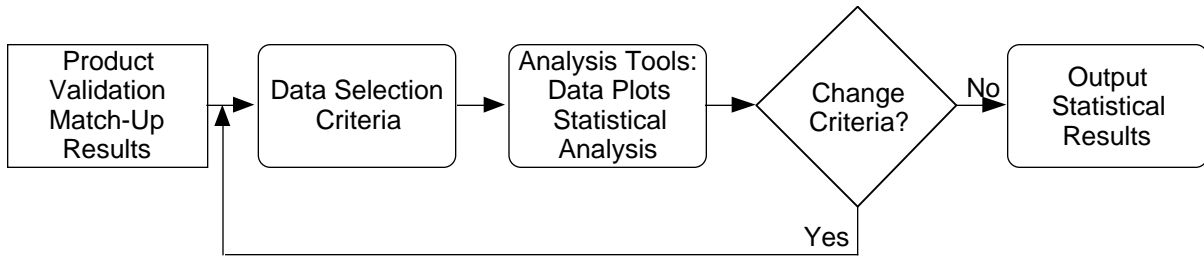 Product
Validation
Match-Up
Results
Data Selection
Criteria
Analysis Tools:
Data Plots
Statistical
Analysis
Change
Criteria?
No
Output
Statistical
Results
Yes